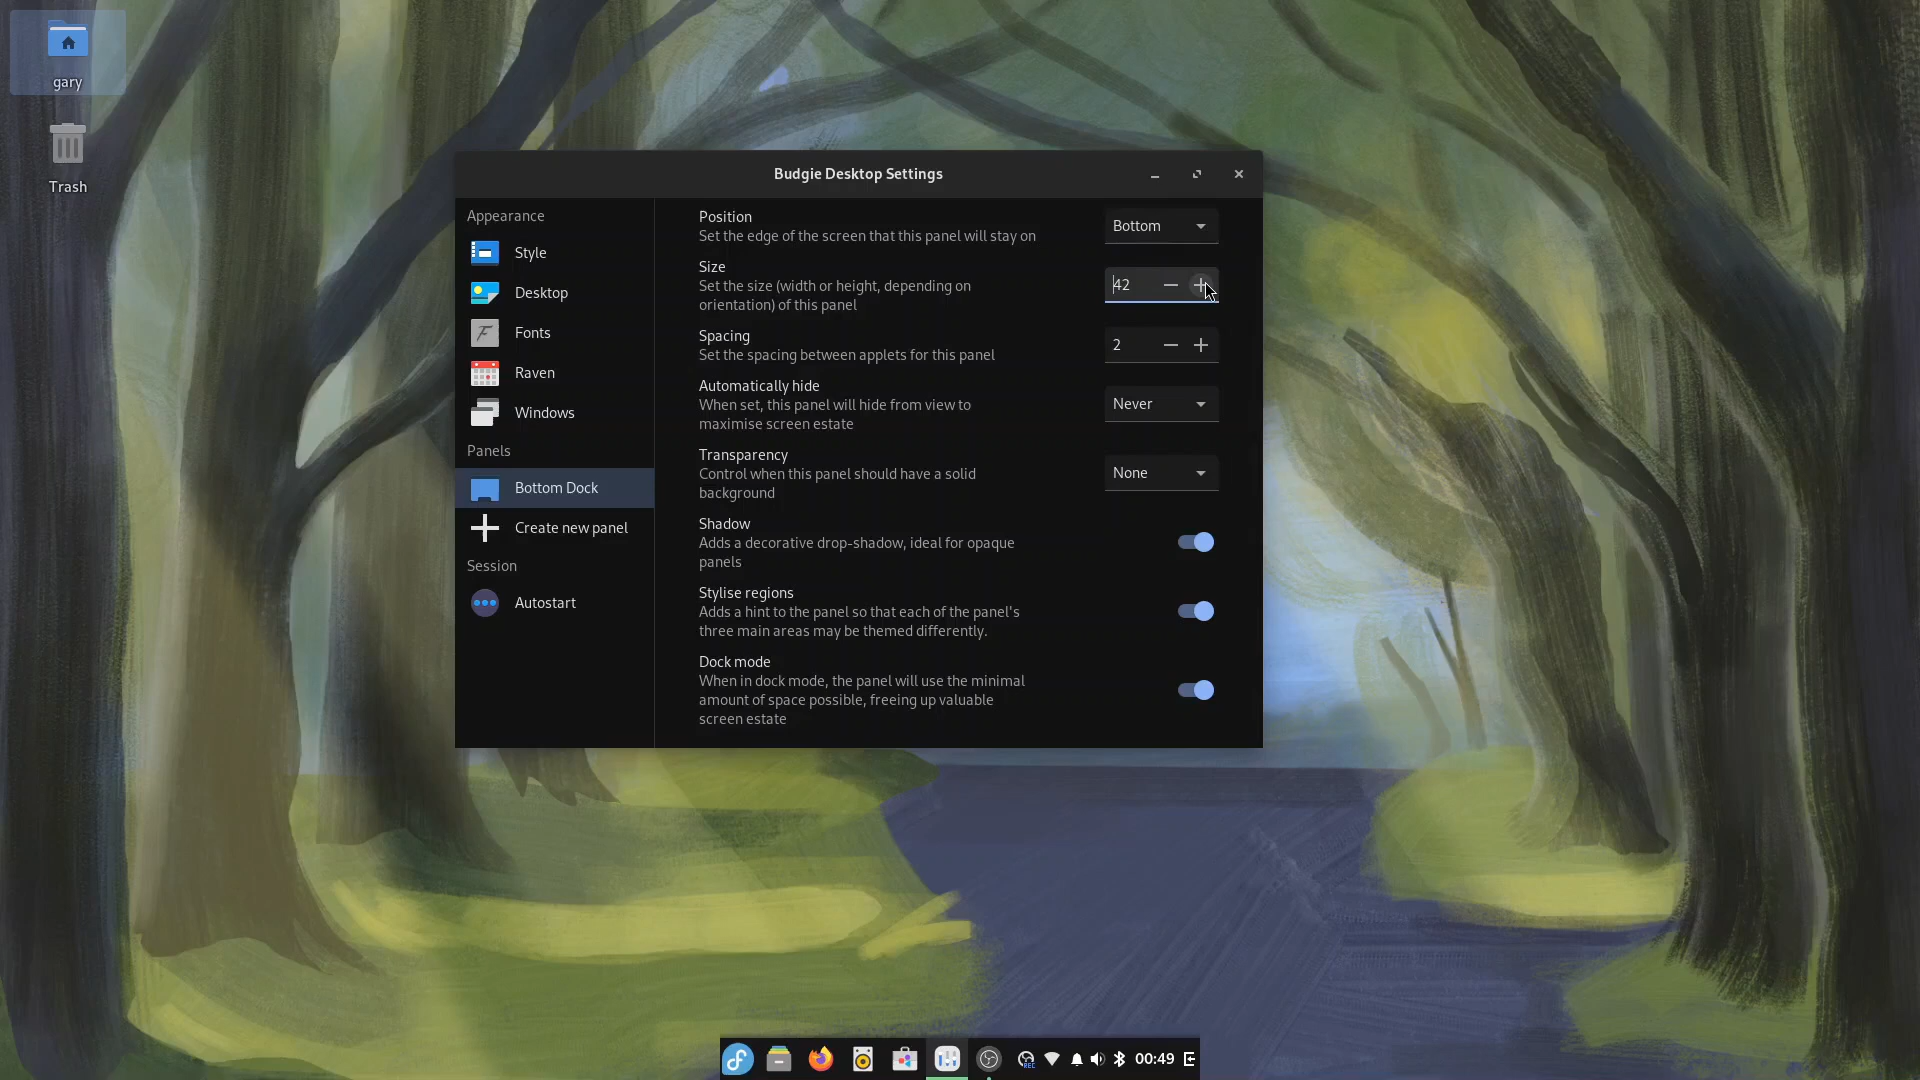 gary
Trash
Budgie Desktop Settings
Appearance
Style
Desktop
Fonts
Raven
Windows
Panels
Bottom Dock
Create new panel
Session
Autostart
Position
Set the edge of the screen that this panel will stay on
Bottom
Size
Set the size (width or height, depending on
orientation) of this panel
42
Spacing
Set the spacing between applets for this panel
2
Automatically hide
When set, this panel will hide from view to
maximise screen estate
Never
Transparency
Control when this panel should have a solid
background
None
Shadow
Adds a decorative drop-shadow, ideal for opaque
panels
Stylise regions
Adds a hint to the panel so that each of the panel's
three main areas may be themed differently.
Dock mode
When in dock mode, the panel will use the minimal
amount of space possible, freeing up valuable
screen estate
REC
00:49